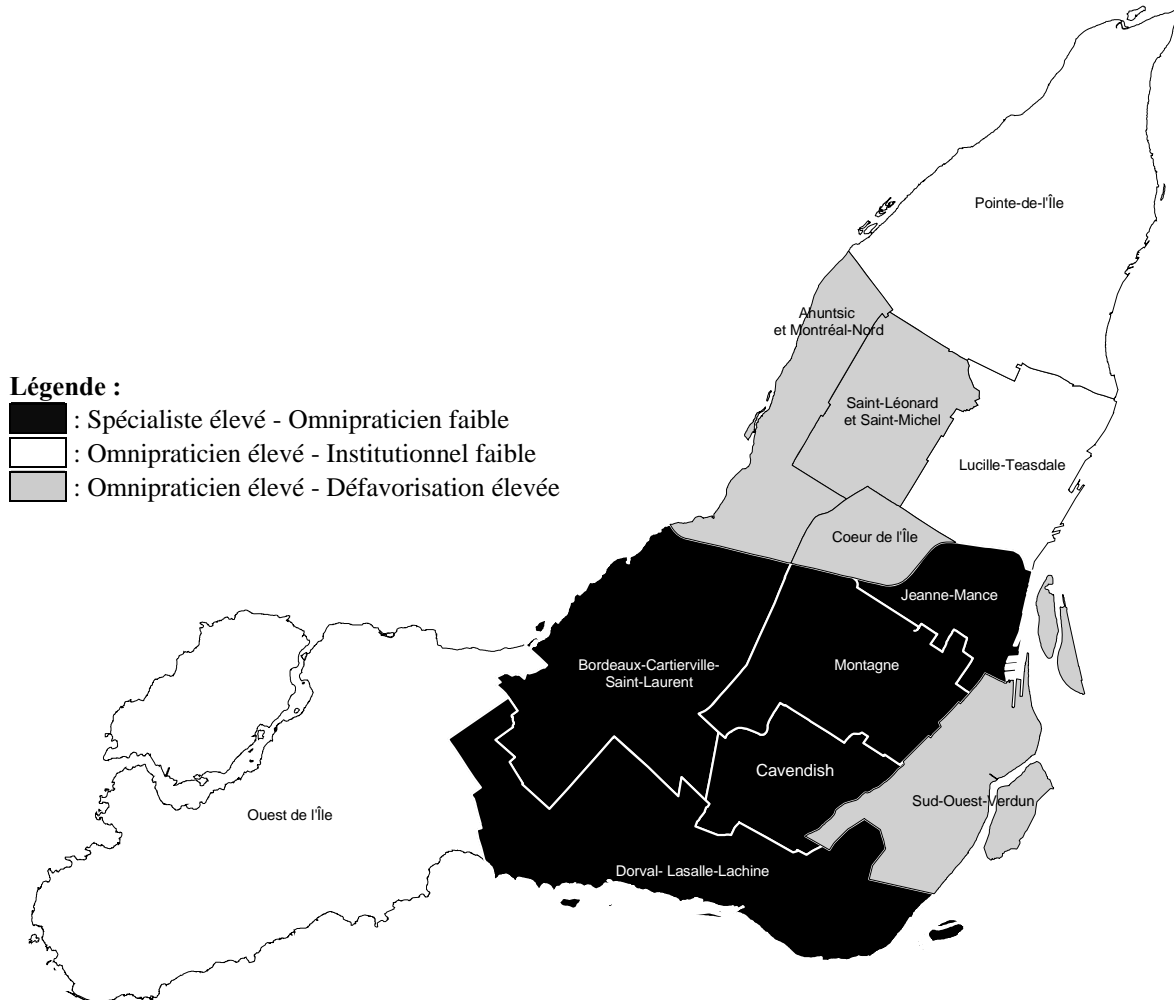 Pointe-de-l'Île
Ahuntsic
et Montréal-Nord
Légende :
: Spécialiste élevé - Omnipraticien faible
: Omnipraticien élevé - Institutionnel faible
: Omnipraticien élevé - Défavorisation élevée
Saint-Léonard
et Saint-Michel
Lucille-Teasdale
Coeur de l'Île
Jeanne-Mance
Bordeaux-Cartierville-
Saint-Laurent
Montagne
Cavendish
Sud-Ouest-Verdun
Ouest de l'Île
Dorval- Lasalle-Lachine